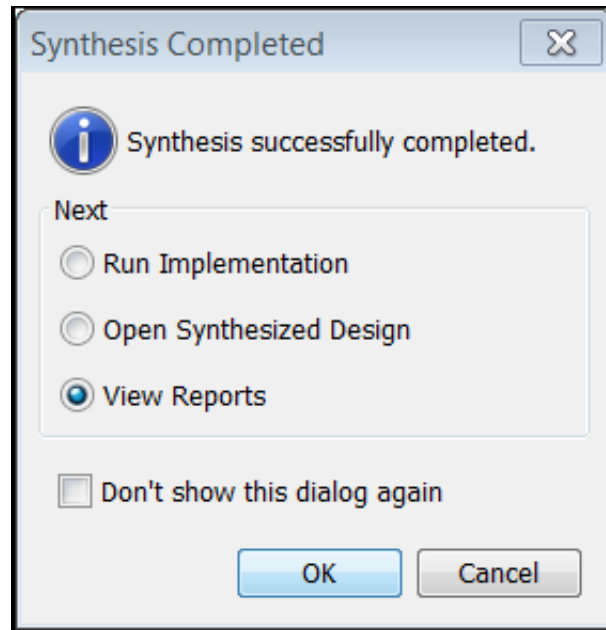 Synthesis Completed
Synthesis successfully completed.
Next
Run Implementation
Open Synthesized Design
View Reports
Don't show this dialog again
OK
Cancel